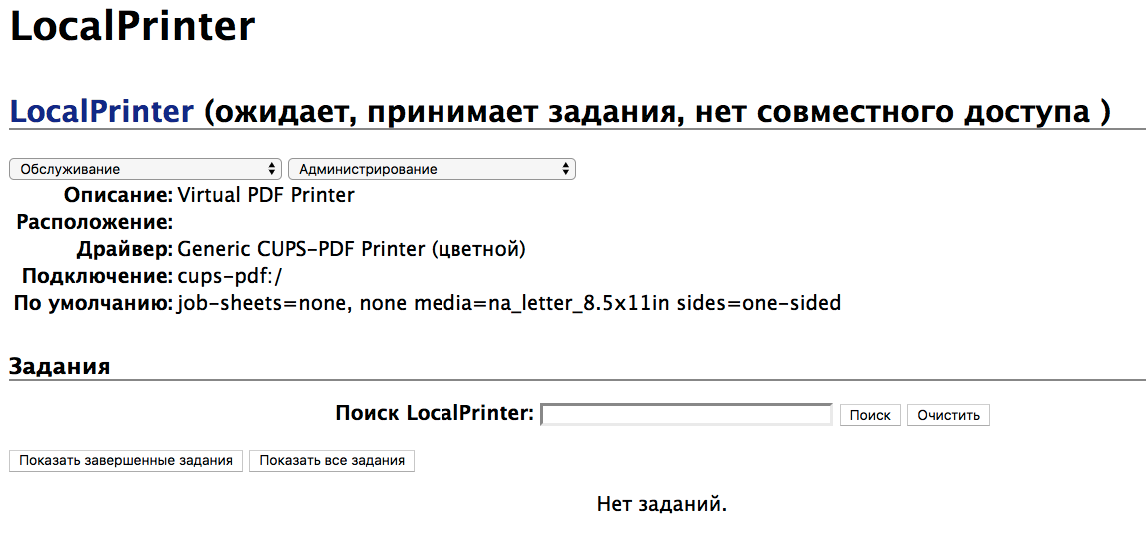 LocalPrinter
LocalPrinter (ожидает, принимает задания, нет совместного доступа )
Обслуживание Администрирование
Описание: Virtual PDF Printer
Расположение:
Драйвер: Generic CUPS-PDF Printer (цветной)
Подключение: cups-pdf:/
По умолчанию: job-sheets=none, none media=na_letter_8.5x11in sides=one-sided
Задания
Поиск LocalPrinter: Поиск Очистить
Показать завершенные задания Показать все задания
Нет заданий.